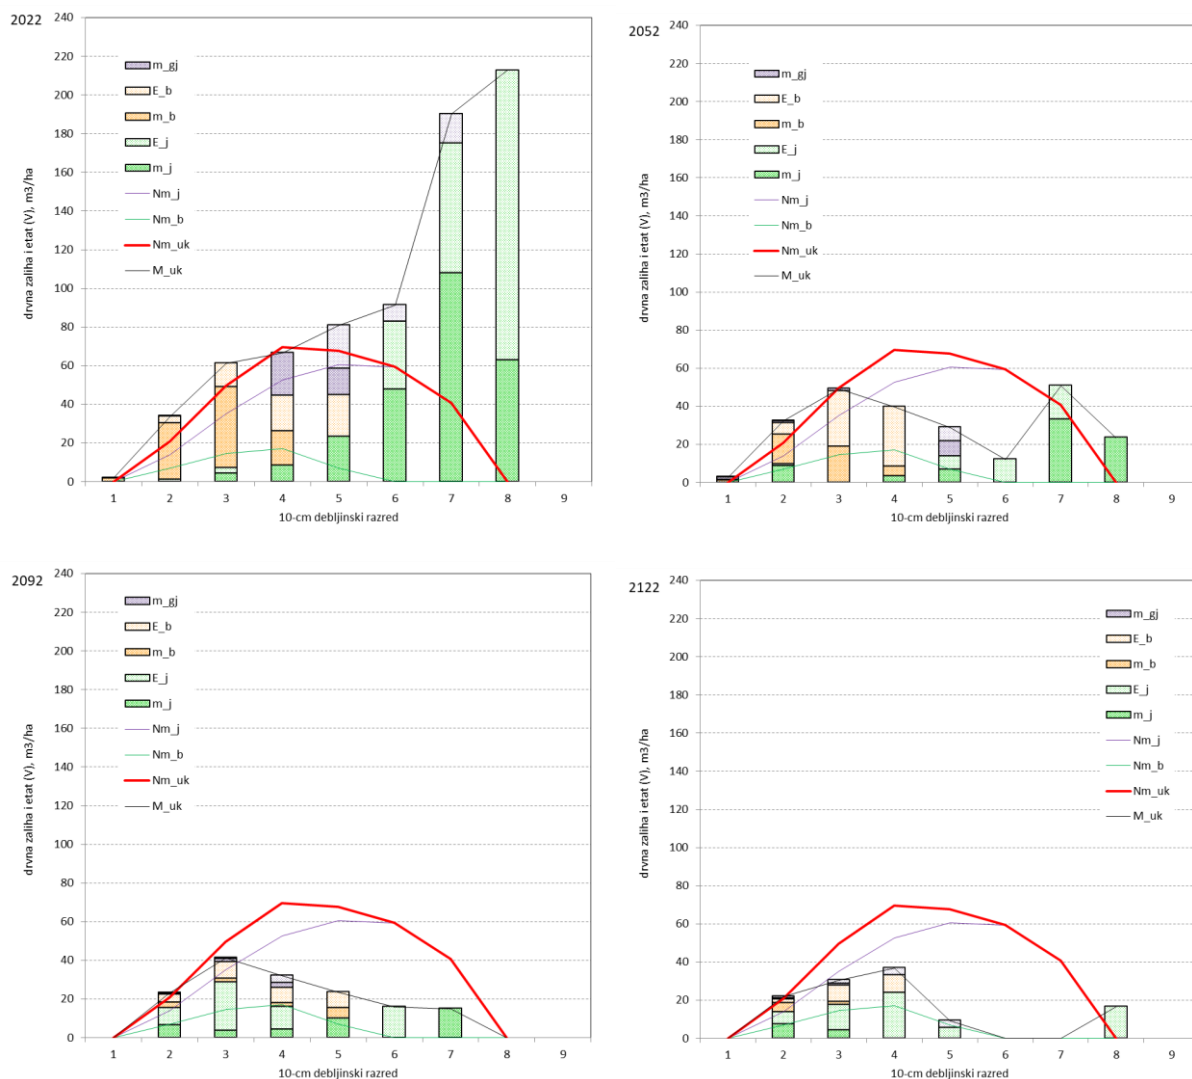 2022
drvna zaliha i etat (V), m3/ha
240
220
200
180
160
140
120
100
80
60
40
20
0
m_gj
E_b
m_b
E_j
m_j
Nm_j
Nm_b
Nm_uk
M_uk
1 2 3 4 5 6 7 8 9
10-cm debljinski razred
2052
drvna zaliha i etat (V), m3/ha
240
220
200
180
160
140
120
100
80
60
40
20
0
m_gj
E_b
m_b
E_j
m_j
Nm_j
Nm_b
Nm_uk
M_uk
1 2 3 4 5 6 7 8 9
10-cm debljinski razred
2092
drvna zaliha i etat (V), m3/ha
240
220
200
180
160
140
120
100
80
60
40
20
0
m_gj
E_b
m_b
E_j
m_j
Nm_j
Nm_b
Nm_uk
M_uk
1 2 3 4 5 6 7 8 9
10-cm debljinski razred
2122
drvna zaliha i etat (V), m3/ha
240
220
200
180
160
140
120
100
80
60
40
20
0
m_gj
E_b
m_b
E_j
m_j
Nm_j
Nm_b
Nm_uk
M_uk
1 2 3 4 5 6 7 8 9
10-cm debljinski razred